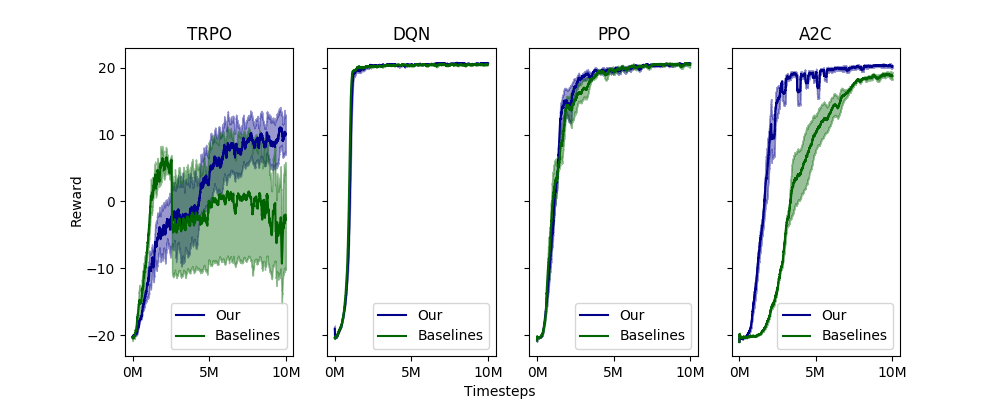 TRPO DQN PPO A2C
Reward
20
10
0
−10
−20
Our
Baselines
Our
Baselines
Our
Baselines
Our
Baselines
0M 5M 10M 0M 5M 10M 0M 5M 10M 0M 5M 10M
Timesteps